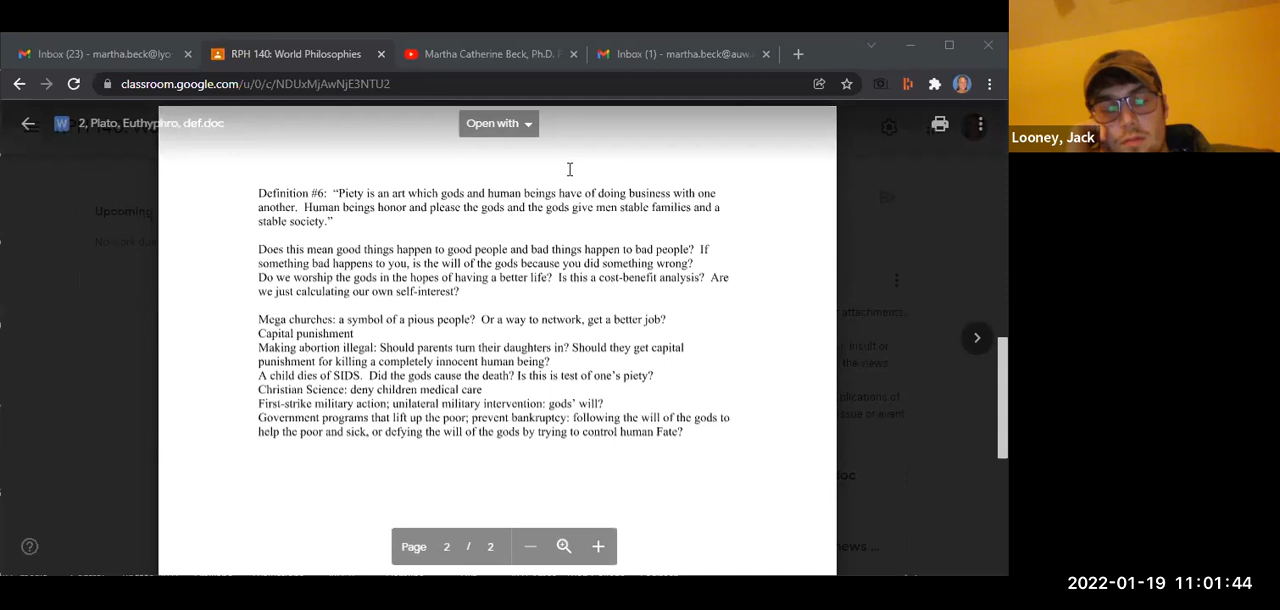 Inbox (23) - martha.beck@lyo
RPH 140: World Philosophies
Martha Catherine Beck, Ph.D.
Inbox (1) - martha.beck@auw.
classroom.google.com/u/0/c/NDUxMjAwNjE3NTU2
W 2, Plato, Euthyphro, def.doc
Open with
Looney, Jack
Definition #6: “Piety is an art which gods and human beings have of doing business with one
another. Human beings honor and please the gods and the gods give men stable families and a
stable society.”
Upcoming
Does this mean good things happen to good people and bad things happen to bad people? If
something bad happens to you, is the will of the gods because you did something wrong?
Do we worship the gods in the hopes of having a better life? Is this a cost-benefit analysis? Are
we just calculating our own self-interest?
Mega churches: a symbol of a pious people? Or a way to network, get a better job?
attachments.
Capital punishment
Making abortion illegal: Should parents turn their daughters in? Should they get capital
insult or
punishment for killing a completely innocent human being?
the views
A child dies of SIDS. Did the gods cause the death? Is this is test of one’s piety?
Christian Science: deny children medical care
First-strike military action; unilateral military intervention: gods’ will?
Government programs that lift up the poor; prevent bankruptcy: following the will of the gods to
issue or event
help the poor and sick, or defying the will of the gods by trying to control human Fate?
Page 2 / 2
2022-01-19 11:01:44